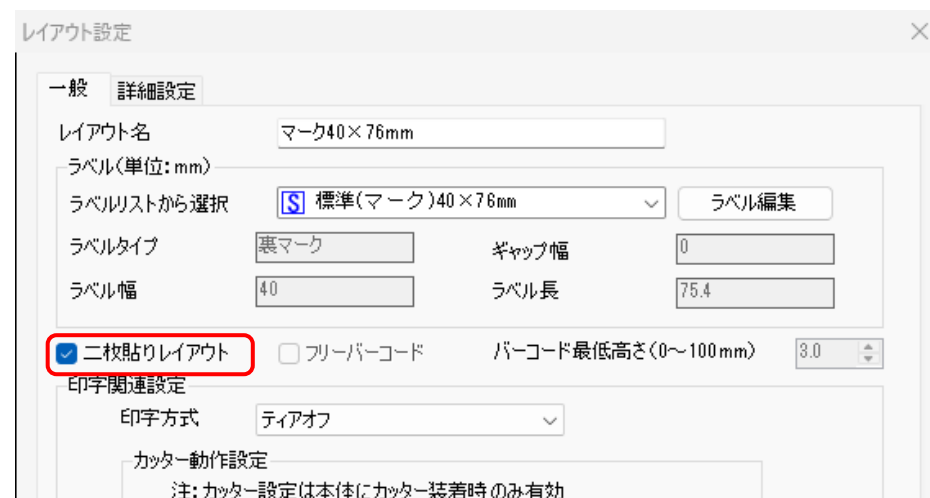 レイアウト設定
一般 詳細設定
レイアウト名 マーク40×76mm
ラベル(単位:mm)
ラベルリストから選択 S 標準(マーク)40×76mm ラベル編集
ラベルタイプ 裏マーク ギャップ幅 0
ラベル幅 40 ラベル長 75.4
二枚貼りレイアウト フリーバーコード バーコード最低高さ(0～100mm) 3.0
印字関連設定
印字方式 ティアオフ
カッター動作設定
注:カッター設定は本体にカッター装着時のみ有効